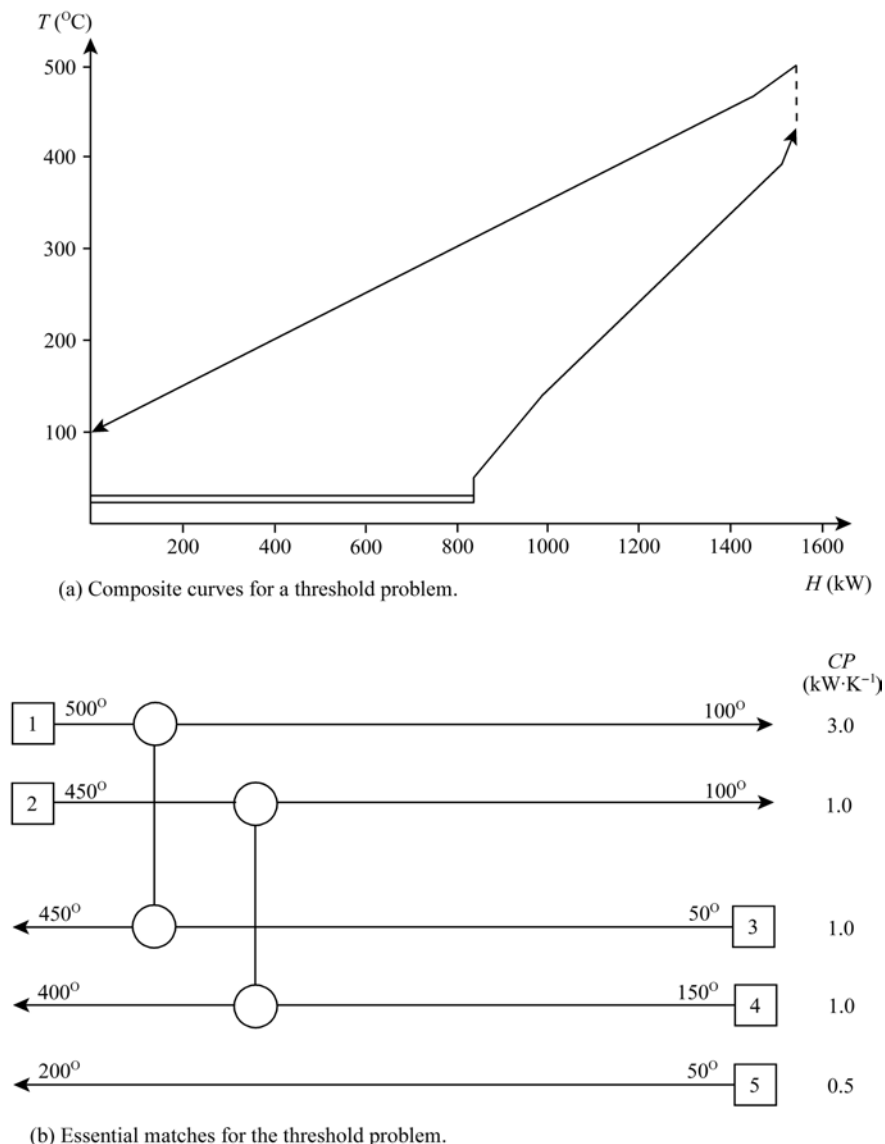 T (°C)
500
400
300
200
100
200 400 600 800 1000 1200 1400 1600
H (kW)
(a) Composite curves for a threshold problem.
CP
(kW·K⁻¹)
1 500° 100° 3.0
2 450° 100° 1.0
450° 50° 3 1.0
400° 150° 4 1.0
200° 50° 5 0.5
(b) Essential matches for the threshold problem.